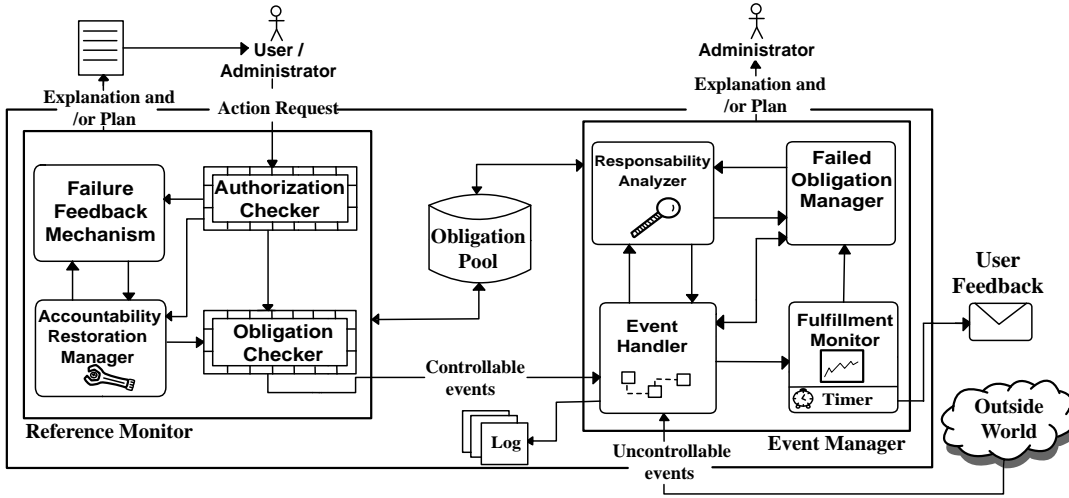 User /
Administrator
Administrator
Explanation and
/or Plan
Action Request
Explanation and
/or Plan
Failure
Feedback
Mechanism
Authorization
Checker
Accountability
Restoration
Manager
Obligation
Checker
Reference Monitor
Obligation
Pool
Controllable
events
Log
Responsability
Analyzer
Failed
Obligation
Manager
Event
Handler
Fulfillment
Monitor
Timer
Event Manager
Uncontrollable
events
User
Feedback
Outside
World